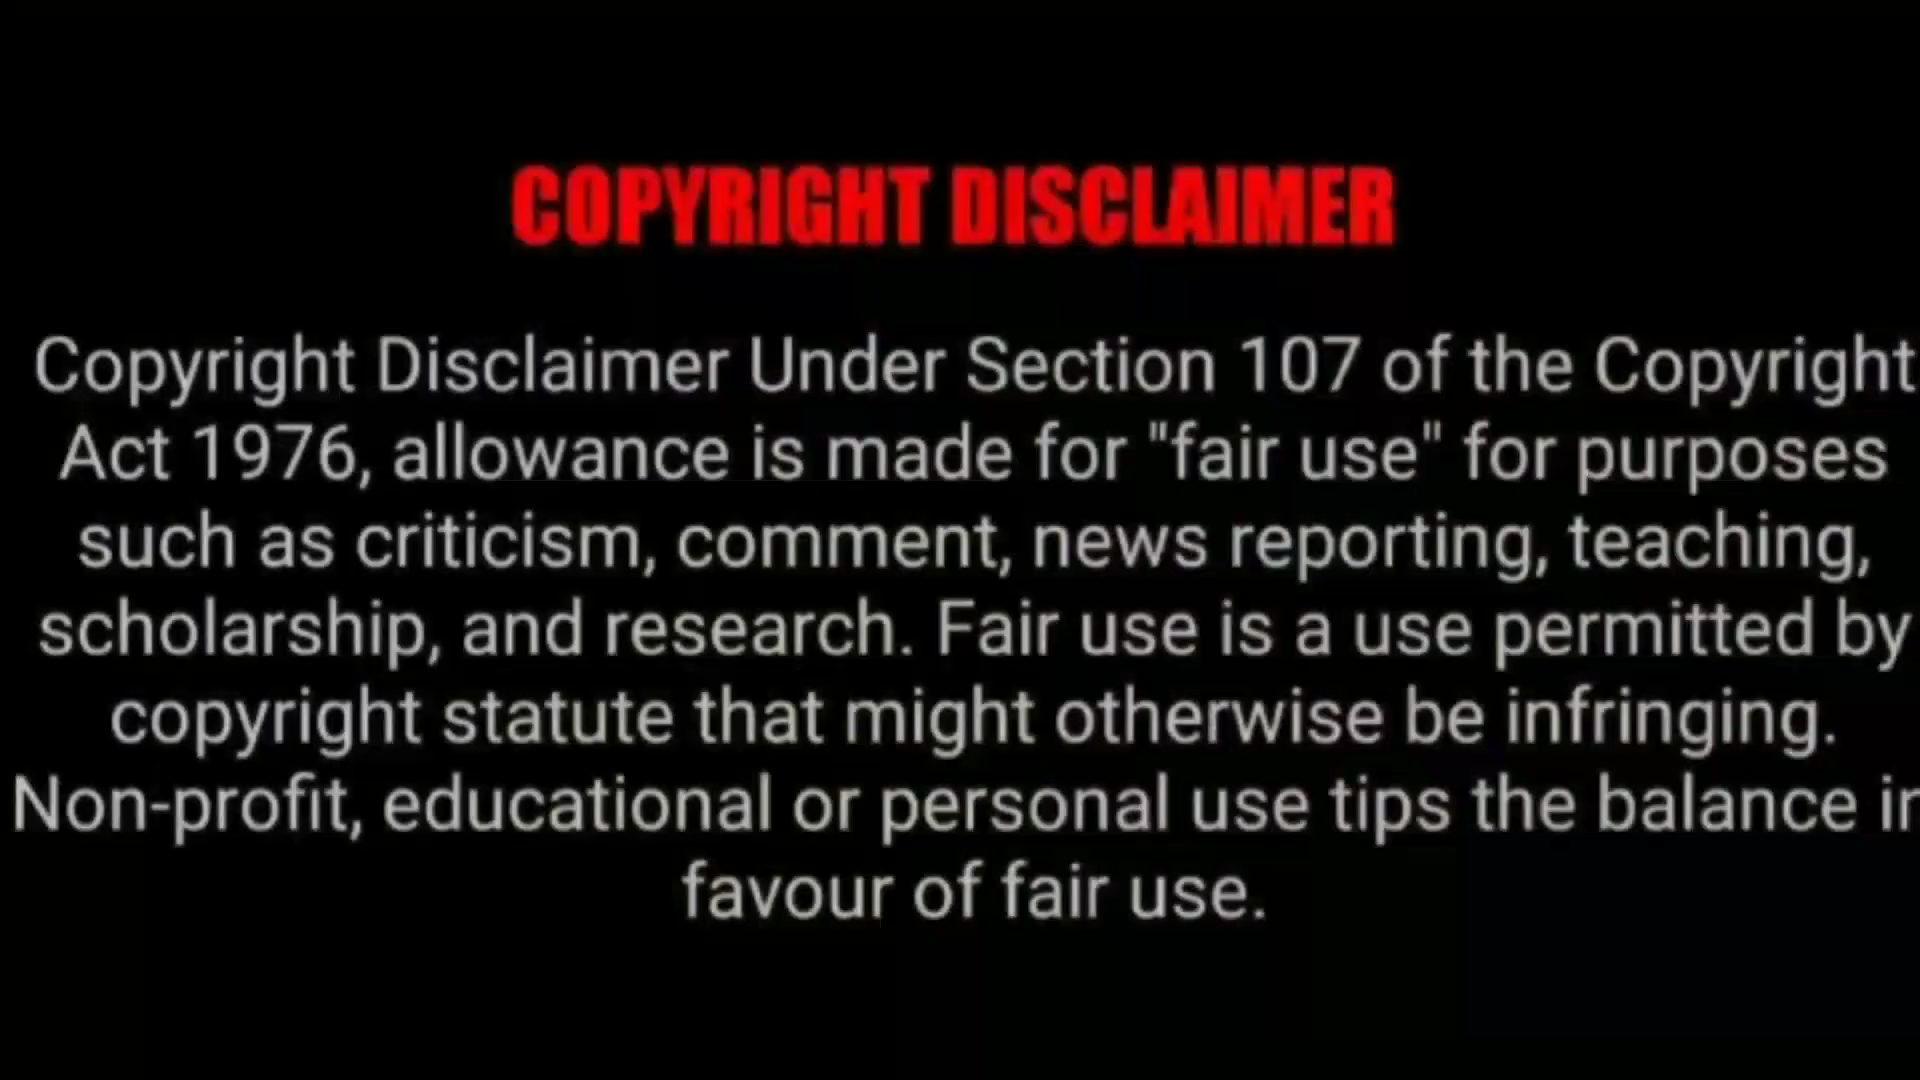 COPYRIGHT DISCLAIMER
Copyright Disclaimer Under Section 107 of the Copyright
Act 1976, allowance is made for "fair use" for purposes
such as criticism, comment, news reporting, teaching,
scholarship, and research. Fair use is a use permitted by
copyright statute that might otherwise be infringing.
Non-profit, educational or personal use tips the balance in
favour of fair use.